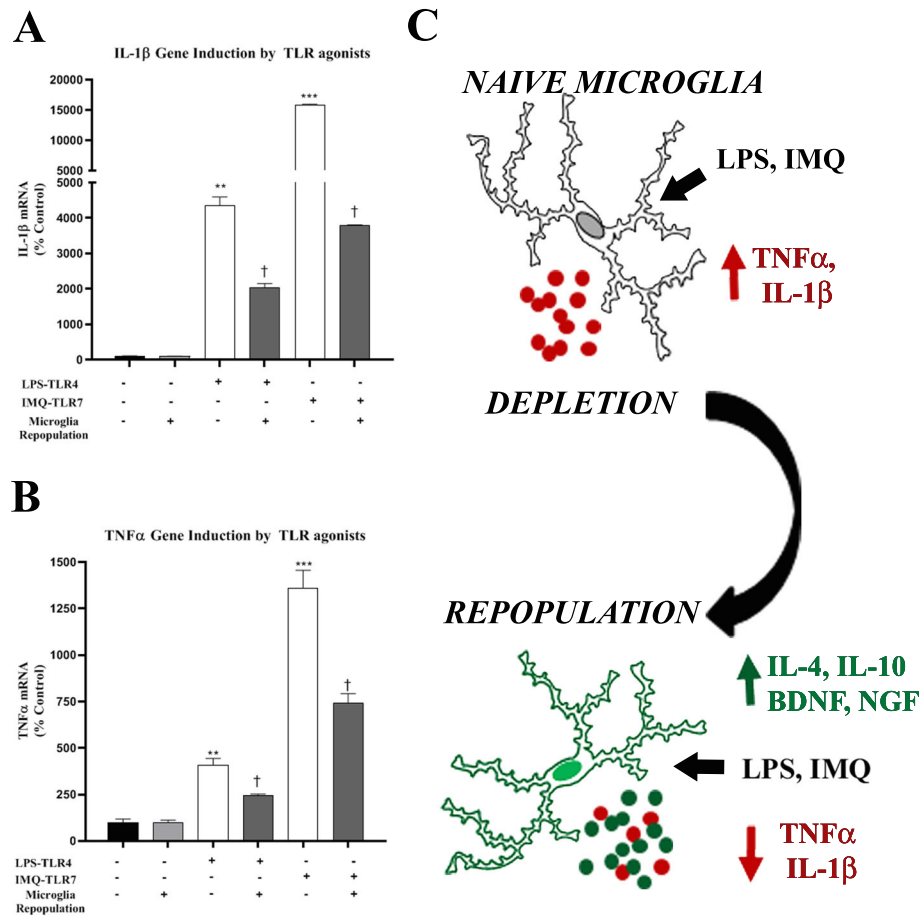 A
IL-1β Gene Induction by TLR agonists
IL-1β mRNA
(% Control)
20000
15000
10000
5000
5000
4000
3000
2000
1000
0
**
†
***
†
LPS-TLR4 - - + + - -
IMQ-TLR7 - - - - + +
Microglia
Repopulation - + - + - +
B
TNFα Gene Induction by TLR agonists
TNFα mRNA
(% Control)
1500
1250
1000
750
500
250
0
**
†
***
†
LPS-TLR4 - - + + - -
IMQ-TLR7 - - - - + +
Microglia
Repopulation - + - + - +
C
NAIVE MICROGLIA
LPS, IMQ
TNFα,
IL-1β
DEPLETION
REPOPULATION
IL-4, IL-10
BDNF, NGF
LPS, IMQ
TNFα
IL-1β